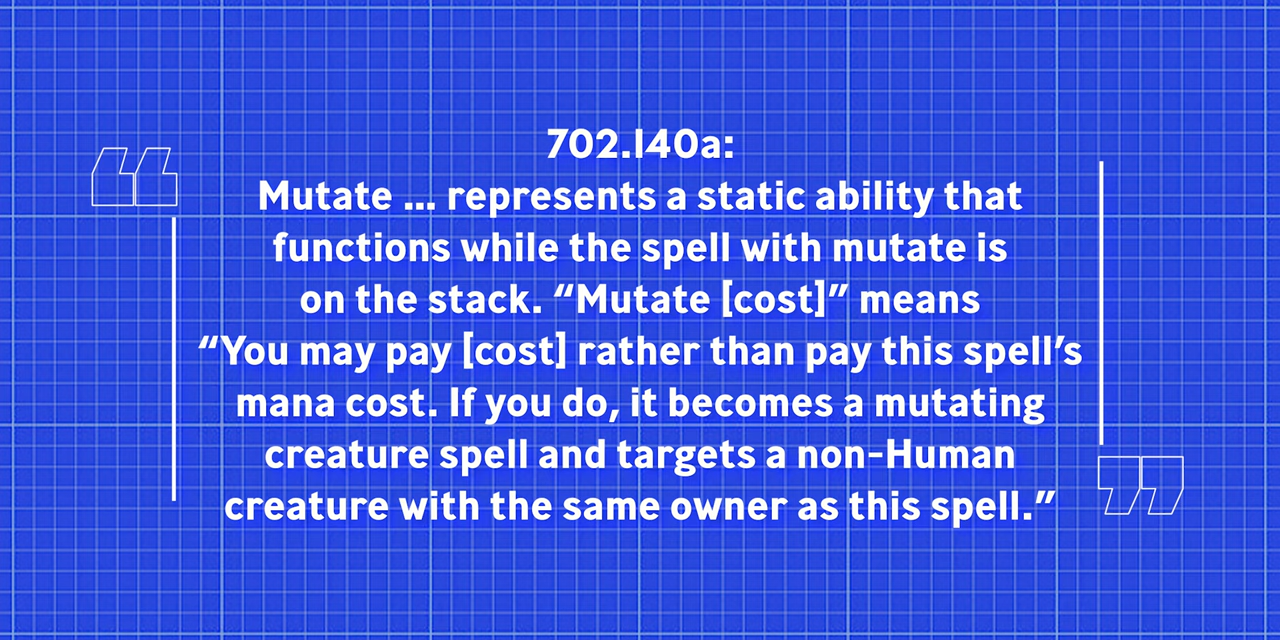 702.140a:
Mutate ... represents a static ability that
functions while the spell with mutate is
on the stack. “Mutate [cost]” means
“You may pay [cost] rather than pay this spell’s
mana cost. If you do, it becomes a mutating
creature spell and targets a non-Human
creature with the same owner as this spell.”